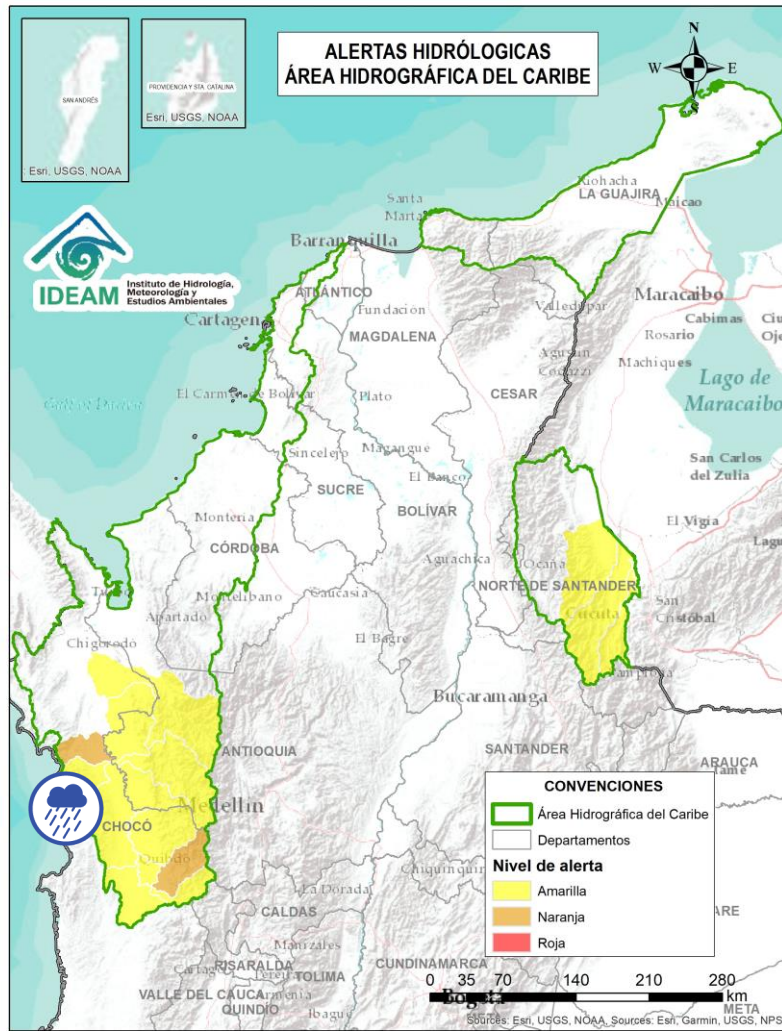 ALERTAS HIDRÓLOGICAS
ÁREA HIDROGRÁFICA DEL CARIBE
N
W
E
S
SAN ANDRÉS
Esri, USGS, NOAA
PROVIDENCIA Y STA. CATALINA
Esri, USGS, NOAA
IDEAM
Instituto de Hidrología,
Meteorología y
Estudios Ambientales
Riohacha
LA GUAJIRA
Maicao
Santa
Marta
Barranquilla
ATLÁNTICO
Fundación
Valledupar
Maracaibo
Cabimas
Cartagen
MAGDALENA
Rosario
Agustín
Codazzi
Machiques
CESAR
Lago de
Maracaibo
El Carmen de Bolívar
Plato
Sincelejo
Magangue
San Carlos
del Zulia
SUCRE
El Banco
BOLÍVAR
El Vigía
Montería
CÓRDOBA
Aguachica
Ocaña
NORTE DE SANTANDER
Cúcuta
San
Cristóbal
Apartado
Montelibano
Caucasia
Chigorodó
El Bagre
Bucaramanga
ANTIOQUIA
SANTANDER
ARAUCA
Medellín
CHOCÓ
Quibdó
La Dorada
CALDAS
Manizales
RISARALDA
TOLIMA
CUNDINAMARCA
VALLE DEL CAUCA
Armenia
QUINDÍO
Ibagué
Bogotá
META
CONVENCIONES
Área Hidrográfica del Caribe
Departamentos
Nivel de alerta
Amarilla
Naranja
Roja
0 35 70 140 210 280
km
Sources: Esri, USGS, NOAA, Sources: Esri, Garmin, USGS, NPS